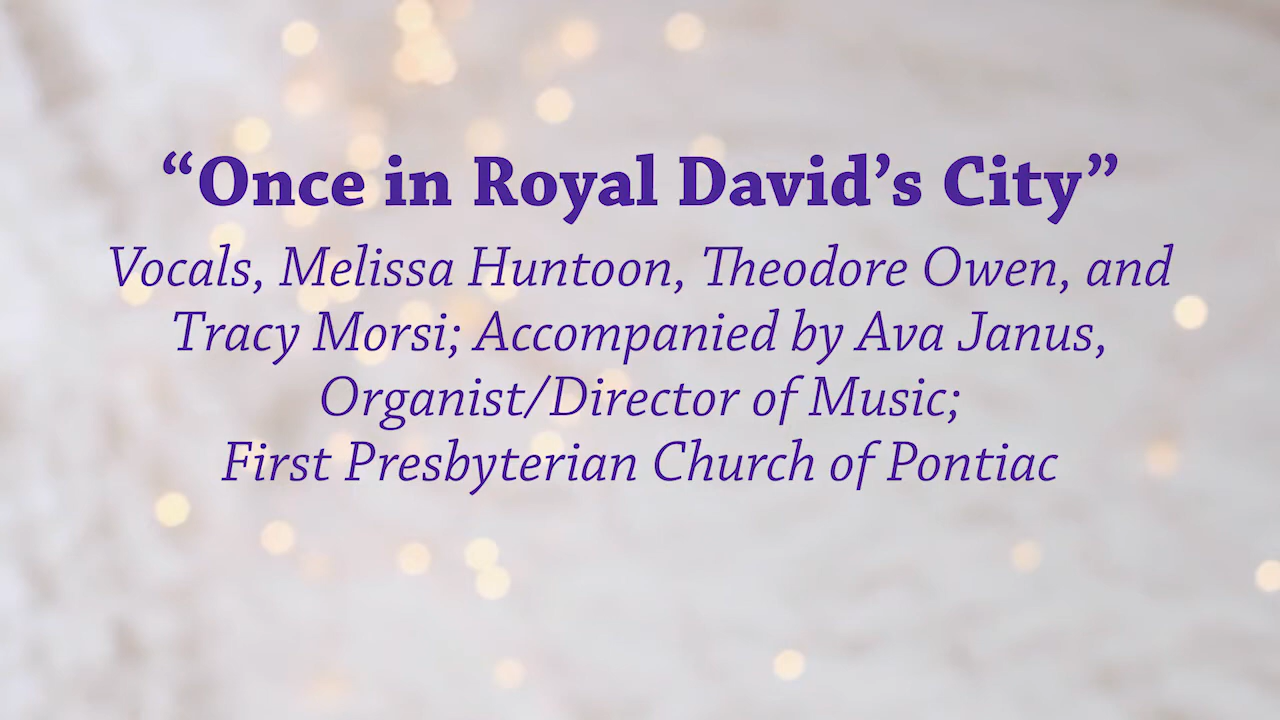 “Once in Royal David’s City”
Vocals, Melissa Huntoon, Theodore Owen, and
Tracy Morsi; Accompanied by Ava Janus,
Organist/Director of Music;
First Presbyterian Church of Pontiac